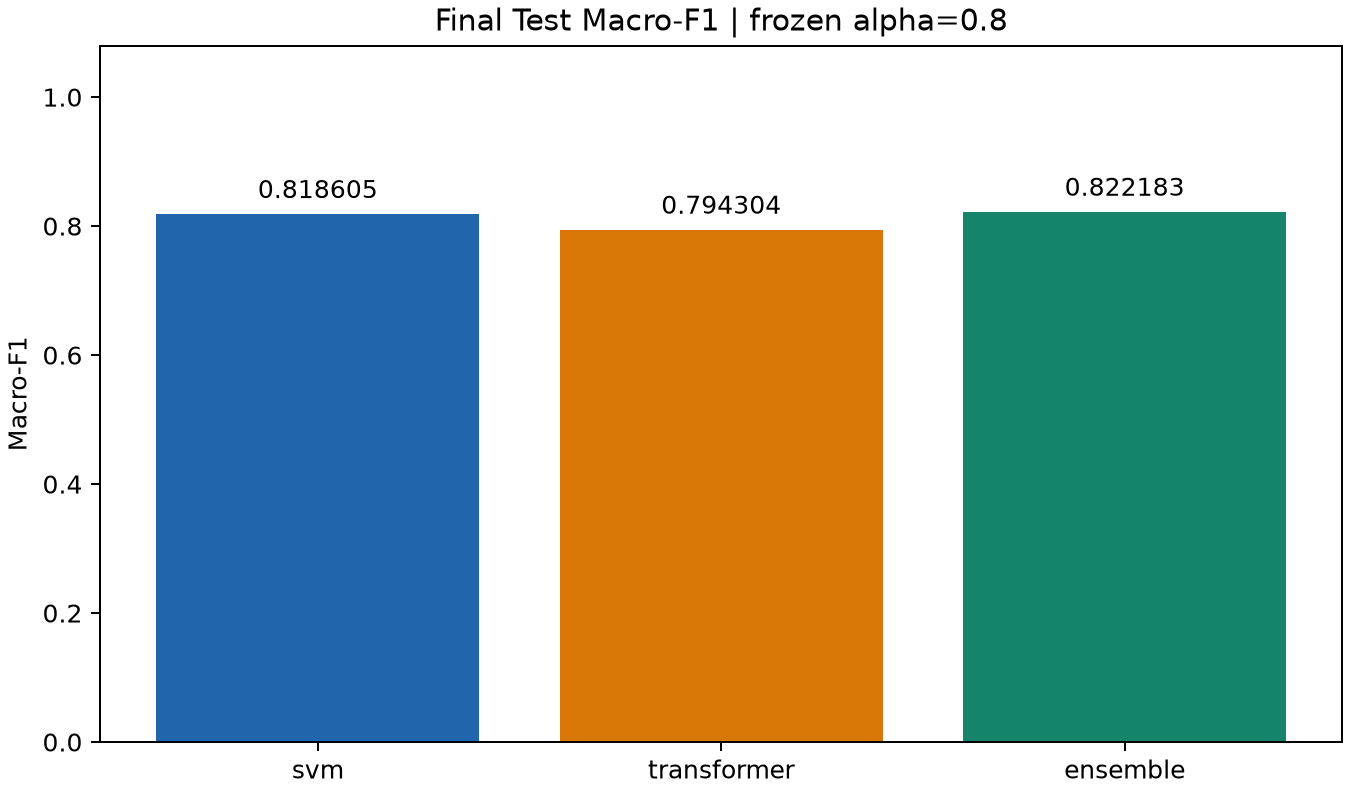 Final Test Macro-F1 | frozen alpha=0.8
Macro-F1
1.0
0.8
0.6
0.4
0.2
0.0
0.818605
0.794304
0.822183
svm
transformer
ensemble